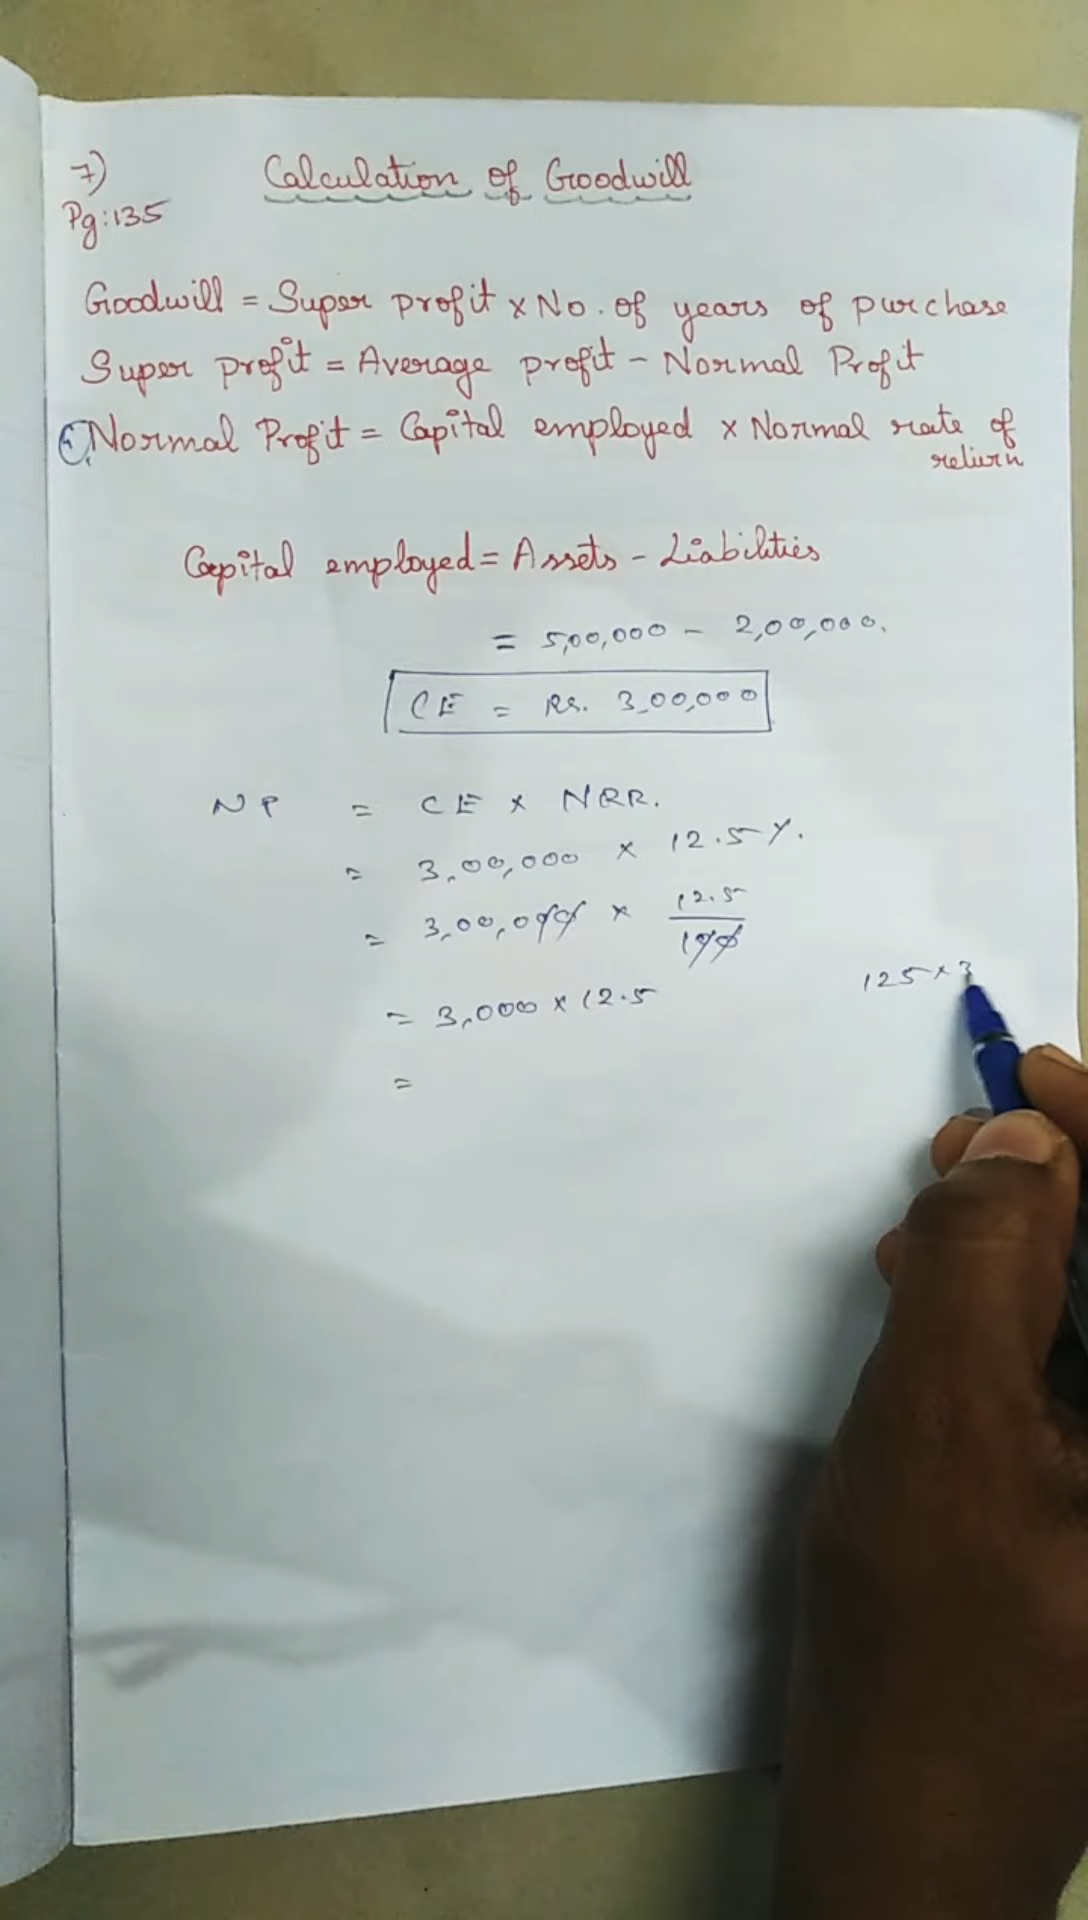 7)
Pg:135
Calculation of Goodwill
Goodwill = Super profit x No. of years of purchase
Super profit = Average profit - Normal Profit
Normal Profit = Capital employed x Normal rate of
return
Capital employed = Assets - Liabilities
= 5,00,000 - 2,00,000.
CE = Rs. 3,00,000
NP = CE x NRR.
= 3,00,000 x 12.5%.
= 3,00,000 x 12.5/100
= 3,000 x 12.5
125 x 3
=